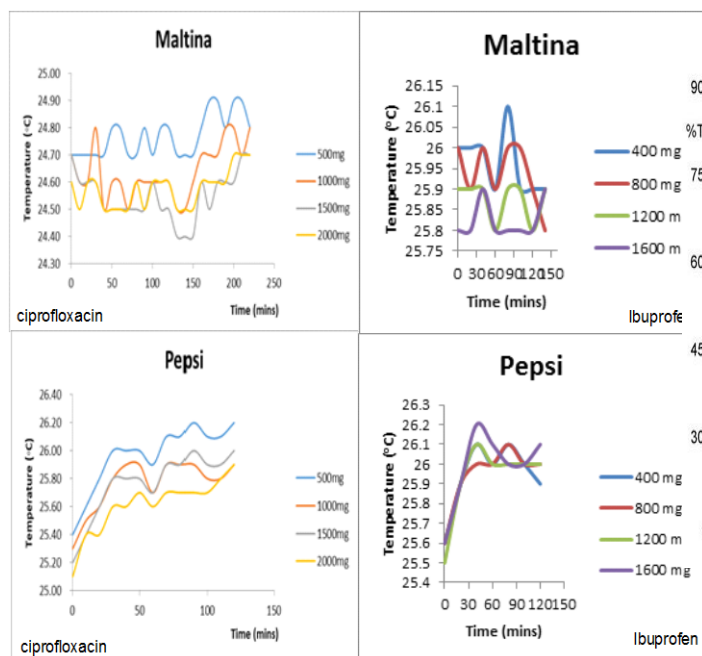 Maltina
Temperature (◦C)
25.00
24.90
24.80
24.70
24.60
24.50
24.40
24.30
0 50 100 150 200 250
Time (mins)
500mg
1000mg
1500mg
2000mg
ciprofloxacin
Maltina
Temperature (°C)
26.15
26.1
26.05
26
25.95
25.9
25.85
25.8
25.75
0 30 60 90 120 150
Time (mins)
400 mg
800 mg
1200 m
1600 m
Ibuprofe
90
%T
75
60
45
30
Pepsi
Temperature (◦C)
26.40
26.20
26.00
25.80
25.60
25.40
25.20
25.00
0 50 100 150
Time (mins)
500mg
1000mg
1500mg
2000mg
ciprofloxacin
Pepsi
Temperature (°C)
26.3
26.2
26.1
26
25.9
25.8
25.7
25.6
25.5
25.4
0 30 60 90 120 150
Time (mins)
400 mg
800 mg
1200 m
1600 mg
Ibuprofen